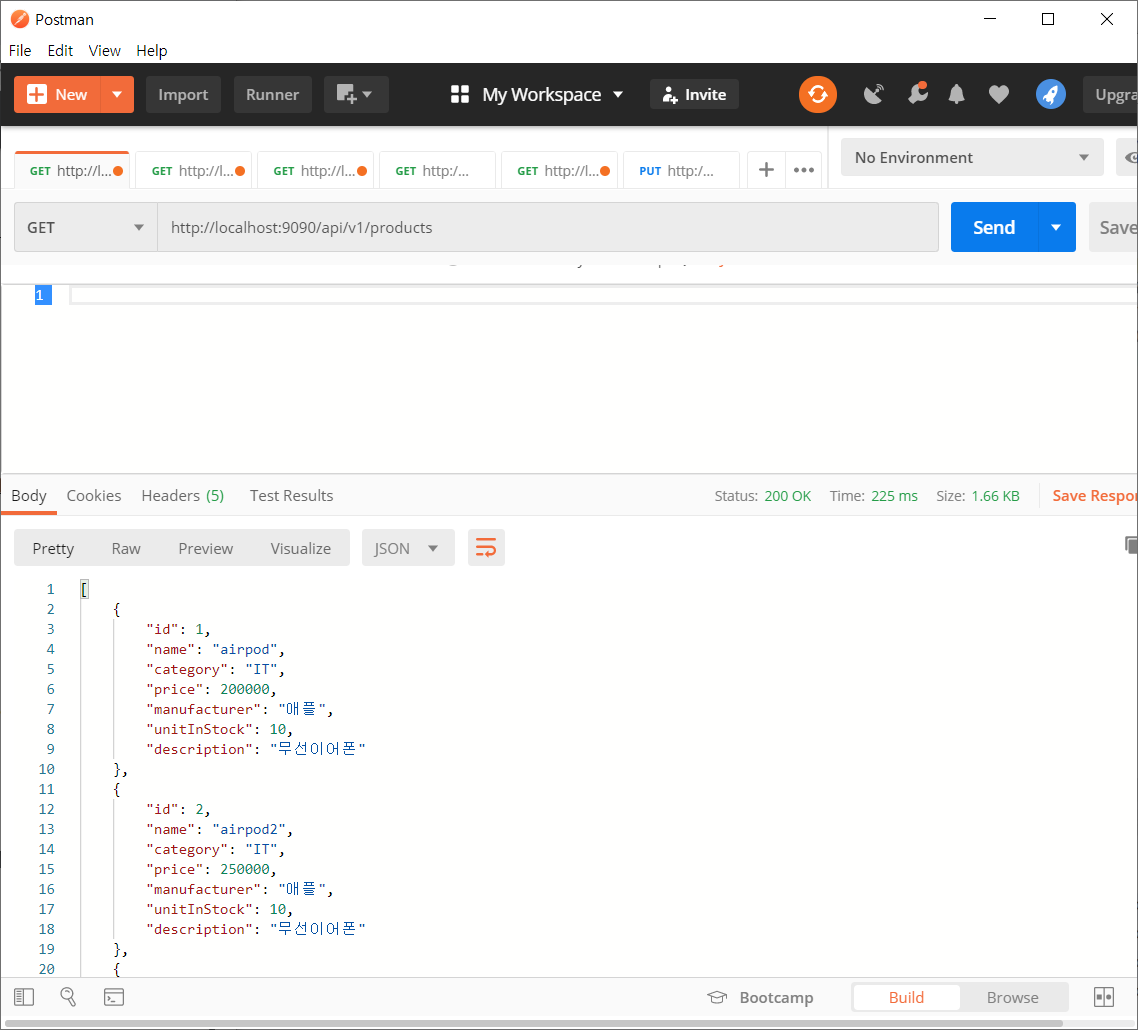 Postman
File Edit View Help
New Import Runner My Workspace Invite Upgra
GET http://l... GET http://l... GET http://l... GET http:/... GET http://l... PUT http:/... No Environment
GET http://localhost:9090/api/v1/products Send Save
1
Body Cookies Headers (5) Test Results Status: 200 OK Time: 225 ms Size: 1.66 KB Save Respon
Pretty Raw Preview Visualize JSON
1 [
2 {
3 "id": 1,
4 "name": "airpod",
5 "category": "IT",
6 "price": 200000,
7 "manufacturer": "애플",
8 "unitInStock": 10,
9 "description": "무선이어폰"
10 },
11 {
12 "id": 2,
13 "name": "airpod2",
14 "category": "IT",
15 "price": 250000,
16 "manufacturer": "애플",
17 "unitInStock": 10,
18 "description": "무선이어폰"
19 },
20 {
Bootcamp Build Browse